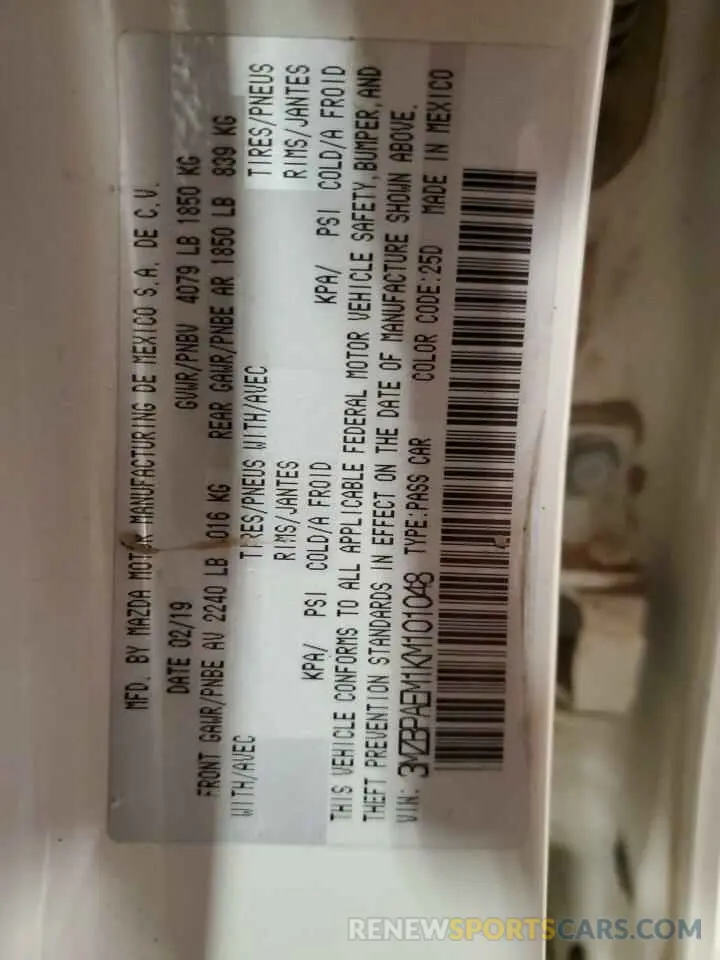 MFD. BY MAZDA MOTOR MANUFACTURING DE MEXICO S.A. DE C.V.
DATE 02/19 GVWR/PNBV 4079 LB 1850 KG
FRONT GAWR/PNBE AV 2240 LB 016 KG REAR GAWR/PNBE AR 1850 LB 839 KG
WITH/AVEC TIRES/PNEUS WITH/AVEC TIRES/PNEUS
RIMS/JANTES RIMS/JANTES
KPA/ PSI COLD/A FROID KPA/ PSI COLD/A FROID
THIS VEHICLE CONFORMS TO ALL APPLICABLE FEDERAL MOTOR VEHICLE SAFETY, BUMPER, AND
THEFT PREVENTION STANDARDS IN EFFECT ON THE DATE OF MANUFACTURE SHOWN ABOVE.
VIN: 3MZBPAEM1KM101048 TYPE:PASS CAR COLOR CODE:25D MADE IN MEXICO
RENEWSPORTSCARS.COM